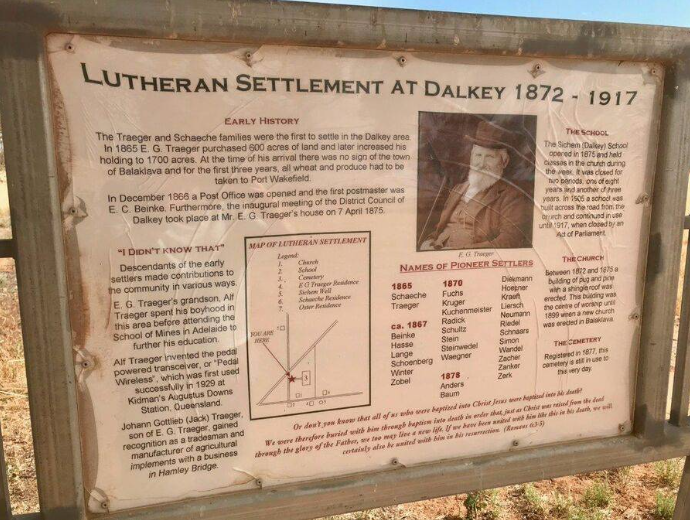 LUTHERAN SETTLEMENT AT DALKEY 1872 - 1917
EARLY HISTORY
The Traeger and Schaeche families were the first to settle in the Dalkey area
In 1865 E. G. Traeger purchased 600 acres of land and later increased his
holding to 1700 acres. At the time of his arrival there was no sign of the town
of Balaklava and for the first three years, all wheat and produce had to be
taken to Port Wakefield.
In December 1866 a Post Office was opened and the first postmaster was
E. C. Beinke. Furthermore, the inaugural meeting of the District Council of
Dalkey took place at Mr. E. G. Traeger's house on 7 April 1875.
"I DIDN'T KNOW THAT"
Descendants of the early
settlers made contributions to
the community in various ways.
E. G. Traeger's grandson, Alf
Traeger spent his boyhood in
this area before attending the
School of Mines in Adelaide to
further his education.
Alf Traeger invented the pedal
powered transceiver, or "Pedal
Wireless", which was first used
successfully in 1929 at
Kidman's Augustus Downs
Station, Queensland.
Johann Gottlieb (Jack) Traeger,
son of E. G. Traeger, gained
recognition as a tradesman and
manufacturer of agricultural
implements with a business
in Hamley Bridge.
MAP OF LUTHERAN SETTLEMENT
Legend:
1. Church
2. School
3. Cemetery
4. E G Traeger Residence
5. Sichem Well
6. Schaeche Residence
7. Oster Residence
YOU ARE
HERE
3
E. G. Traeger
NAMES OF PIONEER SETTLERS
1865
Schaeche
Traeger
ca. 1867
Beinke
Hasse
Lange
Schoenberg
Winter
Zobel
1870
Fuchs
Kruger
Kuchenmeister
Radick
Schultz
Stein
Steinwedel
Waegner
1878
Anders
Baum
Diekmann
Hoepner
Kraeft
Liersch
Neumann
Riedel
Schnaars
Simon
Wandel
Zacher
Zanker
Zerk
THE SCHOOL
The Sichem (Dalkey) School
opened in 1875 and held
classes in the church during
the week. It was closed for
two periods, one of eight
years and another of three
years. In 1905 a school was
built across the road from the
church and continued in use
until 1917, when closed by an
Act of Parliament.
THE CHURCH
Between 1872 and 1875 a
building of pug and pine
with a shingle roof was
erected. This building was
the centre of worship until
1899 when a new church
was erected in Balaklava.
THE CEMETERY
Registered in 1877, this
cemetery is still in use to
this very day.
Or don't you know that all of us who were baptized into Christ Jesus were baptized into his death?
We were therefore buried with him through baptism into death in order that, just as Christ was raised from the dead
through the glory of the Father, we too may live a new life. If we have been united with him like this in his death, we will
certainly also be united with him in his resurrection. (Romans 6:3-5)